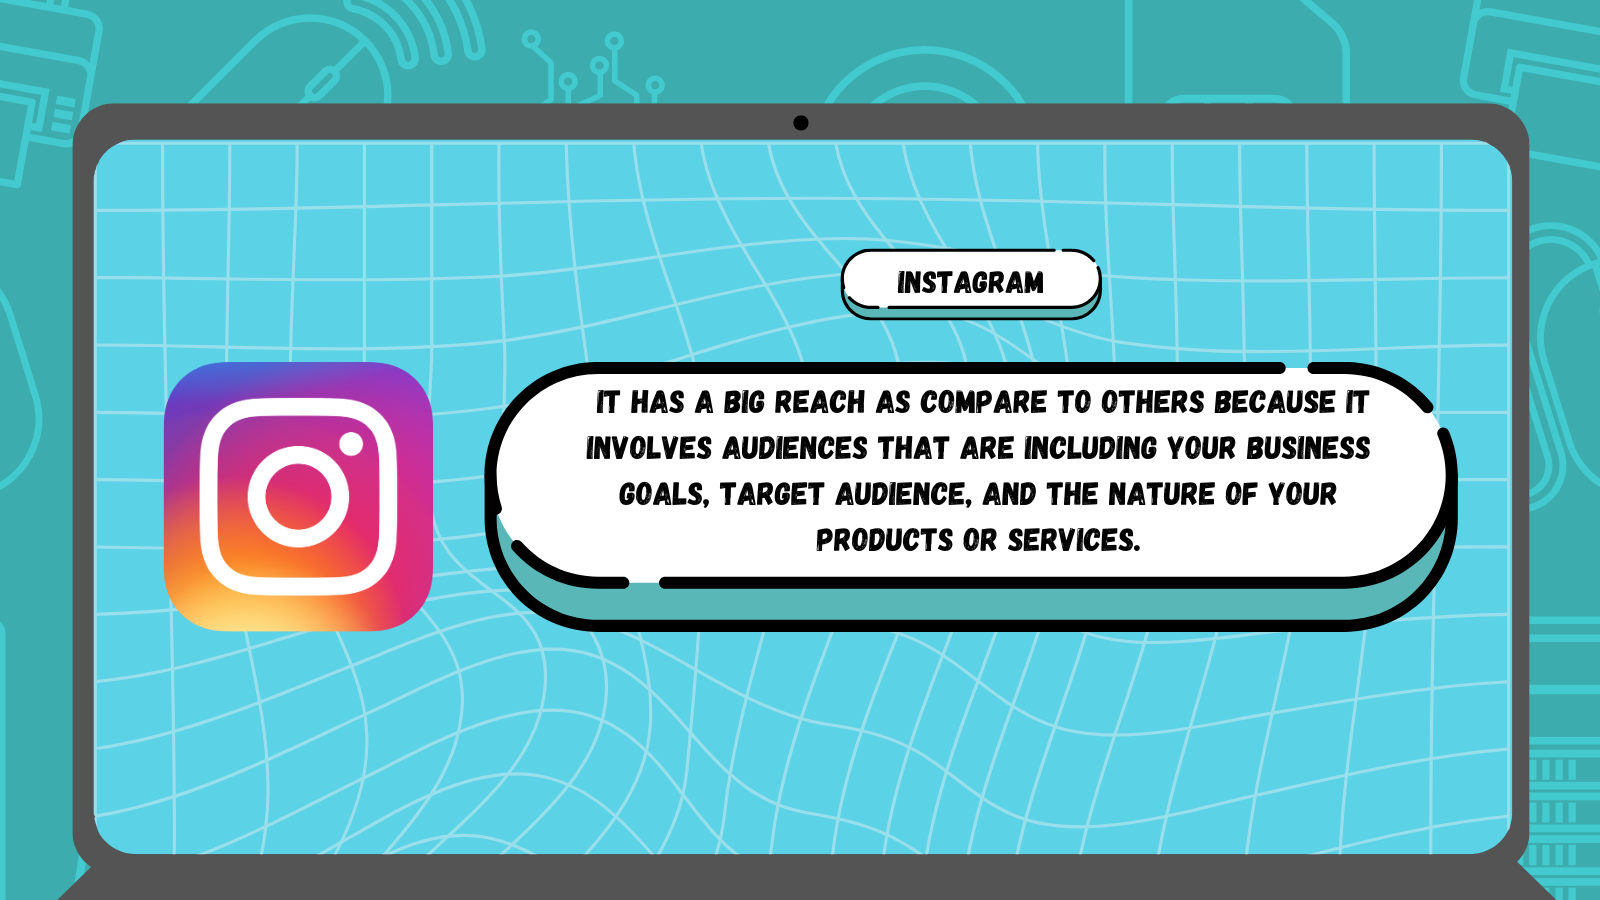 INSTAGRAM
IT HAS A BIG REACH AS COMPARE TO OTHERS BECAUSE IT
INVOLVES AUDIENCES THAT ARE INCLUDING YOUR BUSINESS
GOALS, TARGET AUDIENCE, AND THE NATURE OF YOUR
PRODUCTS OR SERVICES.